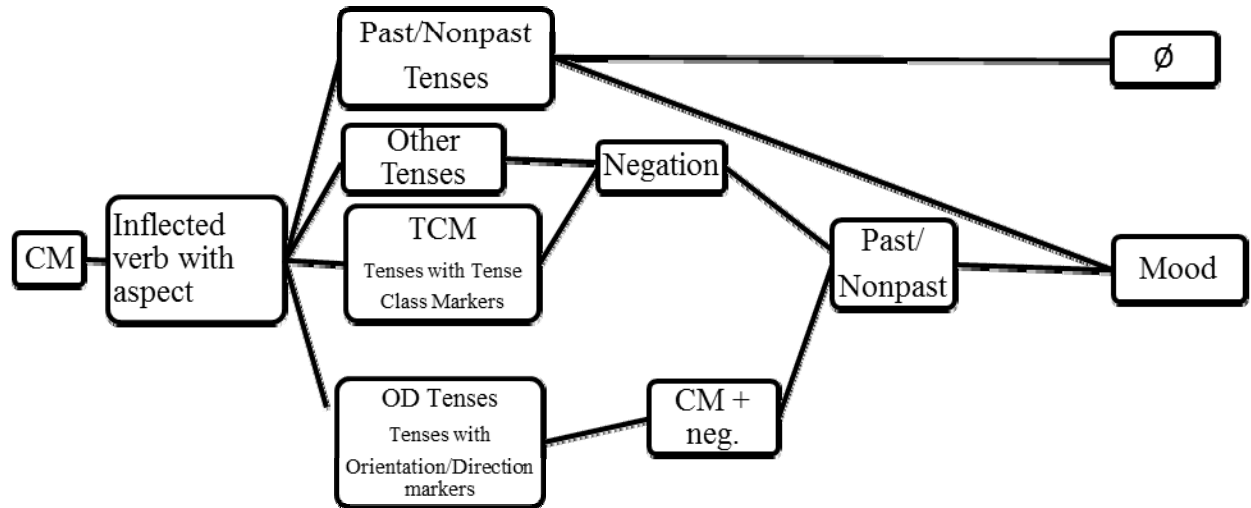 Past/Nonpast
Tenses
Ø
Other
Tenses
Negation
CM
Inflected
verb with
aspect
TCM
Tenses with Tense
Class Markers
Past/
Nonpast
Mood
OD Tenses
Tenses with
Orientation/Direction
markers
CM +
neg.